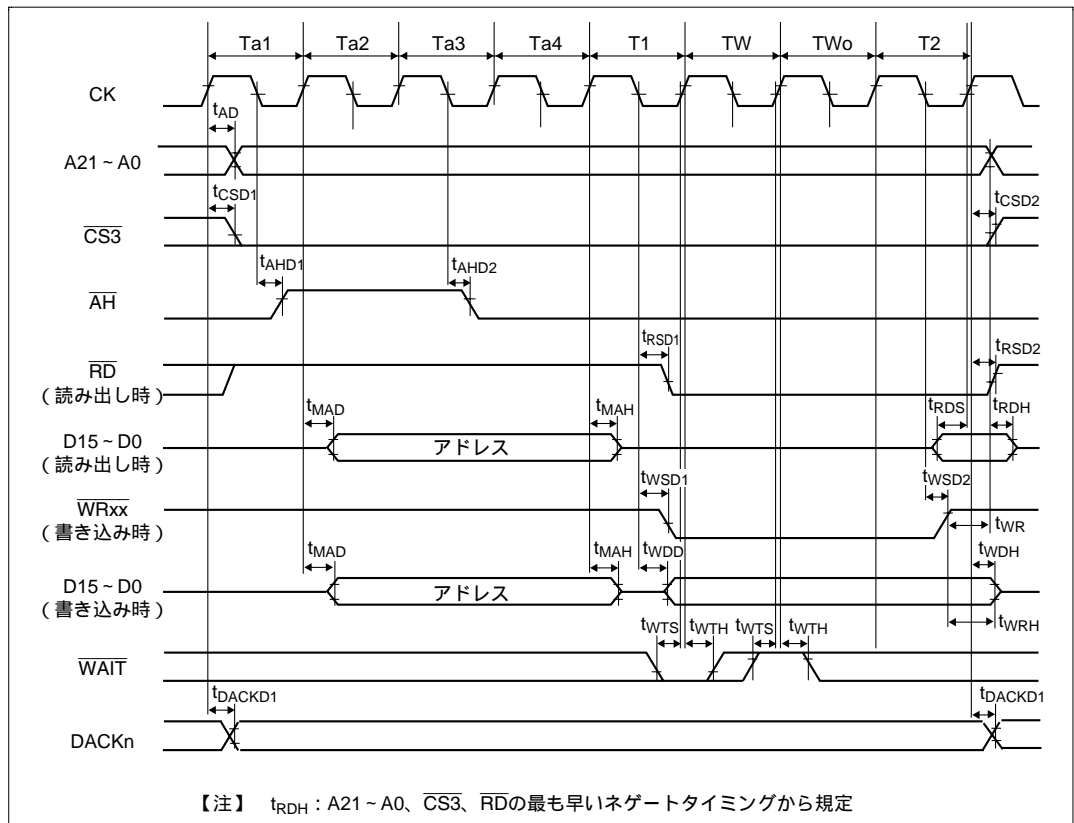 Ta1 Ta2 Ta3 Ta4 T1 TW TWo T2
CK
tAD
A21~A0
tCSD1 tCSD2
CS3
tAHD1 tAHD2
AH
tRSD1 tRSD2
RD
(読み出し時)
tMAD tMAH tRDS tRDH
D15~D0
(読み出し時)
アドレス
tWSD1 tWSD2
WRxx
(書き込み時)
tWR
tMAD tMAH tWDD tWDH
D15~D0
(書き込み時)
アドレス
tWRH
tWTS tWTH tWTS tWTH
WAIT
tDACKD1 tDACKD1
DACKn
【注】 tRDH:A21~A0、CS3、RDの最も早いネゲートタイミングから規定